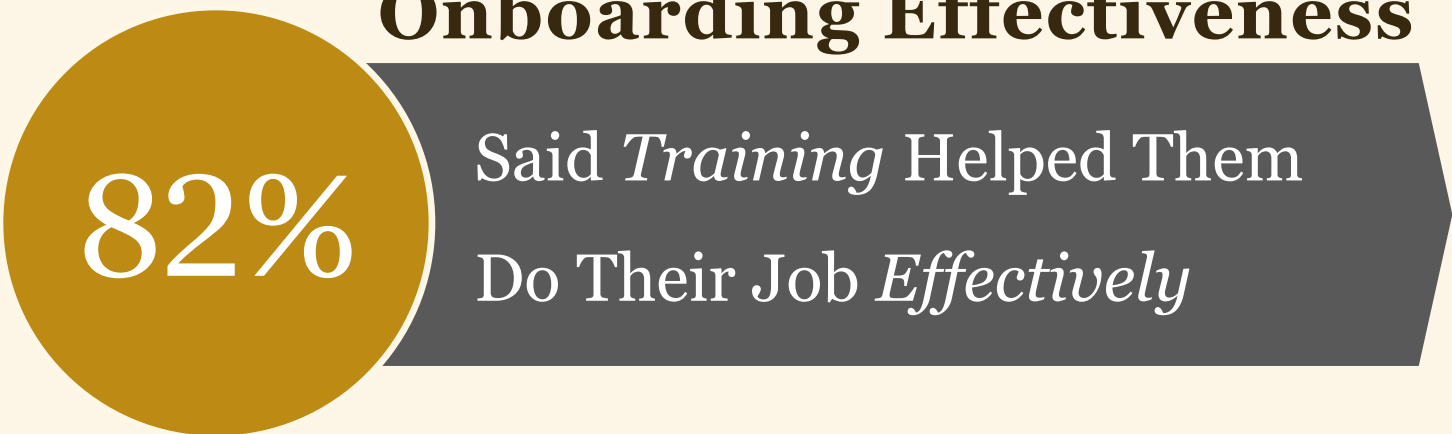 Onboarding Effectiveness
82%
Said Training Helped Them
Do Their Job Effectively